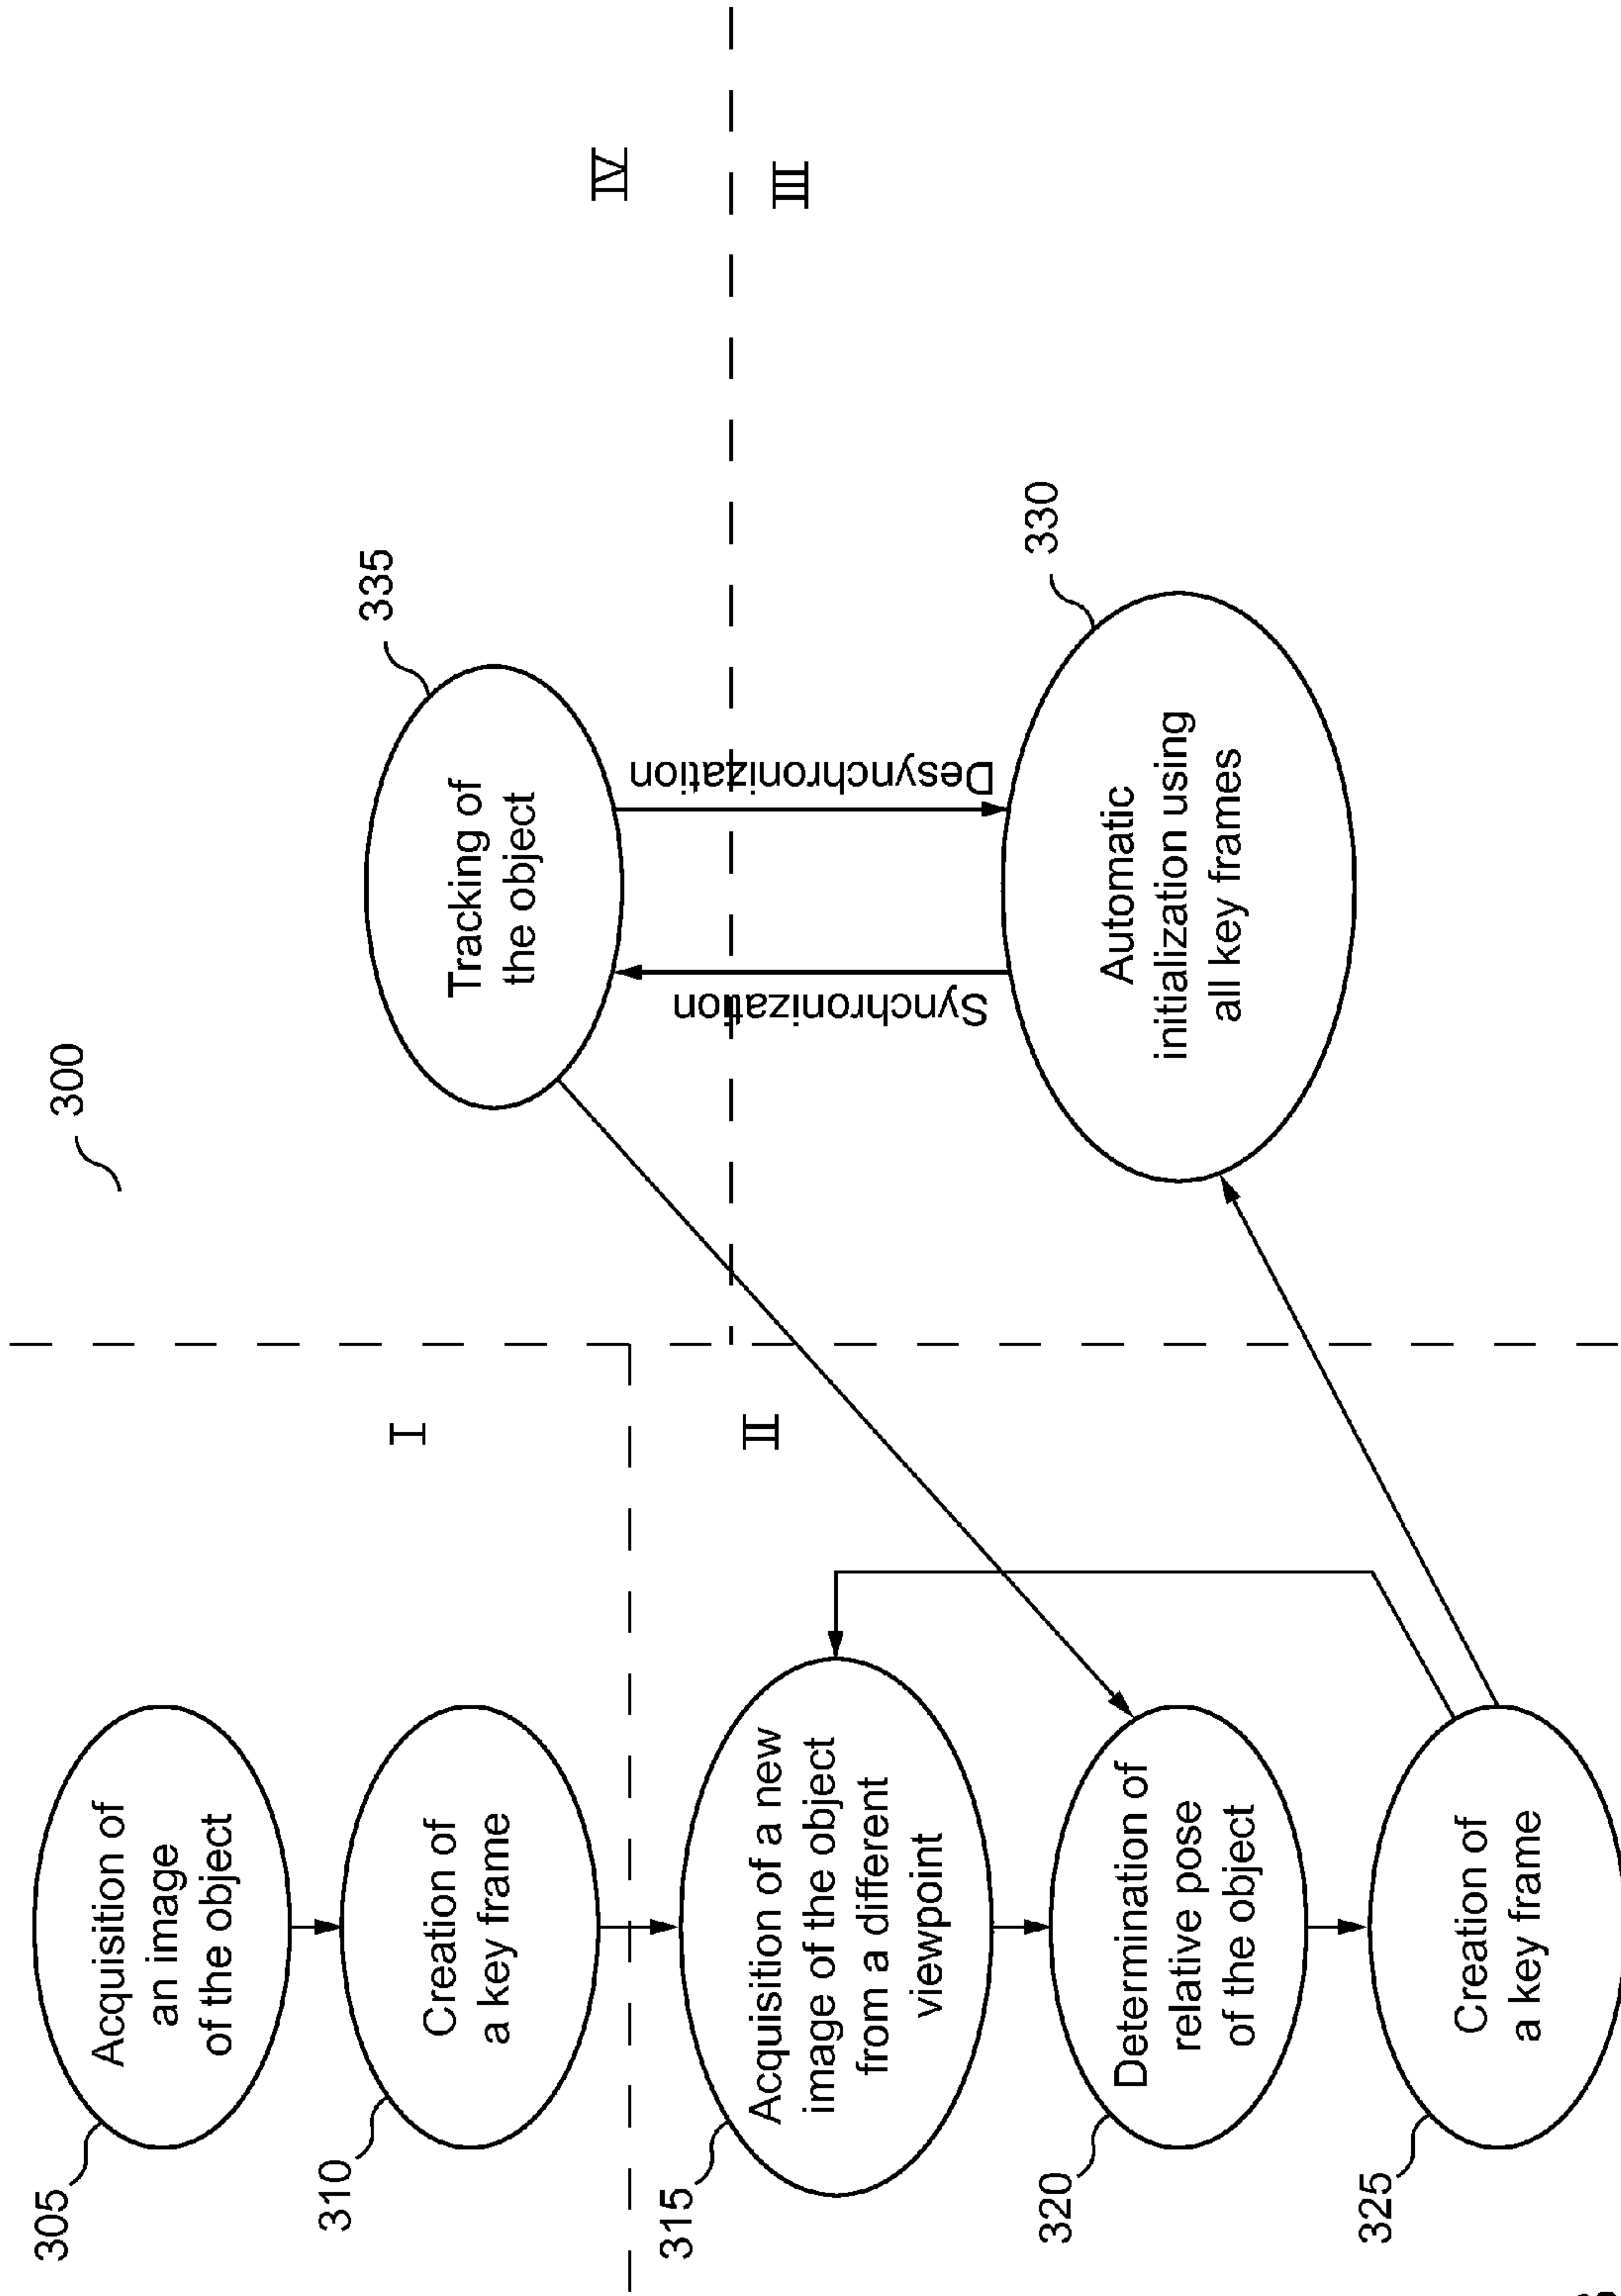 300
305
Acquisition of
an image
of the object
310
Creation of
a key frame
I
II
315
Acquisition of a new
image of the object
from a different
viewpoint
320
Determination of
relative pose
of the object
325
Creation of
a key frame
335
Tracking of
the object
IV
III
Synchronization
Desynchronization
330
Automatic
initialization using
all key frames